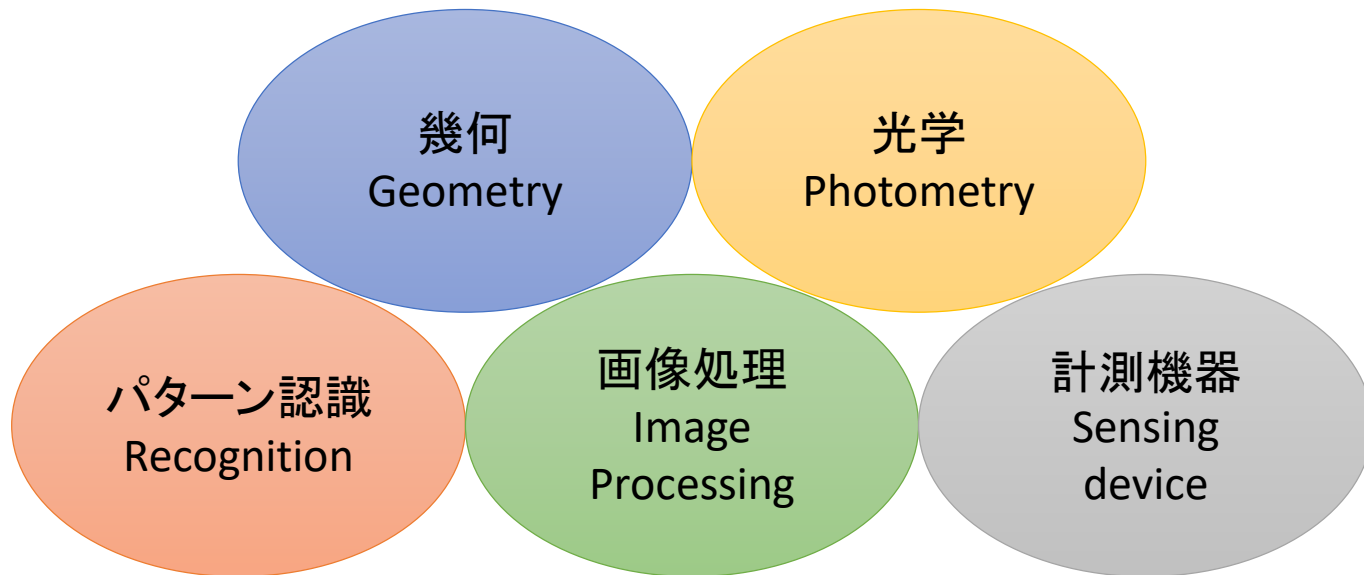 幾何
Geometry
光学
Photometry
パターン認識
Recognition
画像処理
Image
Processing
計測機器
Sensing
device